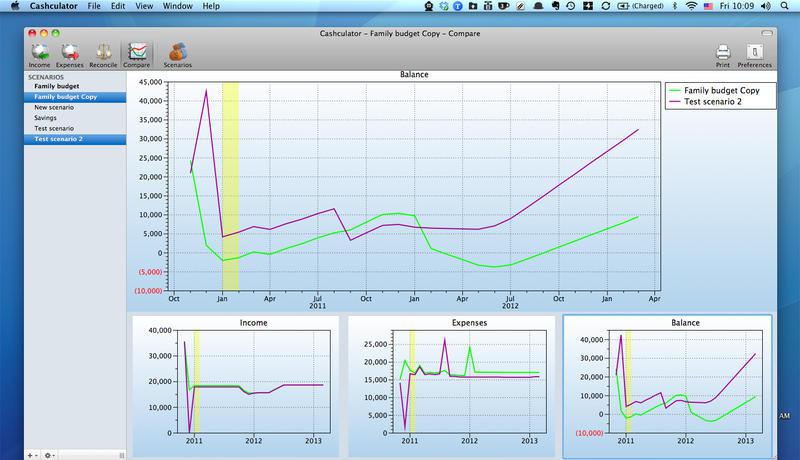 Cashculator File Edit View Window Help
4 (Charged) Fri 10:09
Cashculator - Family budget Copy - Compare
Income Expenses Reconcile Compare Scenarios Print Preferences
SCENARIOS
Family budget
Family budget Copy
New scenario
Savings
Test scenario
Test scenario 2
Balance
45,000
40,000
35,000
30,000
25,000
20,000
15,000
10,000
5,000
0
(5,000)
(10,000)
Oct Jan Apr Jul Oct Jan Apr Jul Oct Jan Apr
2011 2012
Family budget Copy
Test scenario 2
Income
40,000
30,000
20,000
10,000
0
2011 2012 2013
Expenses
25,000
20,000
15,000
10,000
5,000
0
2011 2012 2013
Balance
40,000
30,000
20,000
10,000
0
(10,000)
2011 2012 2013
AM